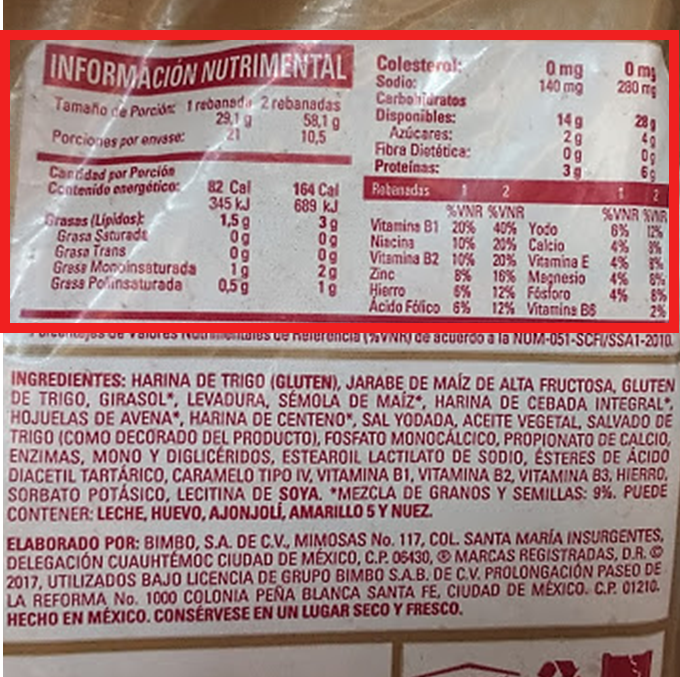 INFORMACIÓN NUTRIMENTAL
Tamaño de Porción: 1 rebanada 2 rebanadas
29,1 g 58,1 g
Porciones por envase: 21 10,5
Cantidad por Porción
Contenido energético: 82 Cal 164 Cal
345 kJ 689 kJ
Grasas (Lípidos): 1,5 g 3 g
Grasa Saturada 0 g 0 g
Grasa Trans 0 g 0 g
Grasa Monoinsaturada 1 g 2 g
Grasa Poliinsaturada 0,5 g 1 g
Colesterol: 0 mg 0 mg
Sodio: 140 mg 280 mg
Carbohidratos
Disponibles: 14 g 28 g
Azúcares: 2 g 4 g
Fibra Dietética: 0 g 0 g
Proteínas: 3 g 6 g
Rebanadas 1 2 1 2
%VNR %VNR %VNR %VNR
Vitamina B1 20% 40% Yodo 6% 12%
Niacina 10% 20% Calcio 4% 9%
Vitamina B2 10% 20% Vitamina E 4% 8%
Zinc 8% 16% Magnesio 4% 8%
Hierro 6% 12% Fósforo 4% 8%
Ácido Fólico 6% 12% Vitamina B6 2%
Porcentajes de Valores Nutrimentales de Referencia (%VNR) de acuerdo a la NOM-051-SCFI/SSA1-2010.
INGREDIENTES: HARINA DE TRIGO (GLUTEN), JARABE DE MAÍZ DE ALTA FRUCTOSA, GLUTEN
DE TRIGO, GIRASOL*, LEVADURA, SÉMOLA DE MAÍZ*, HARINA DE CEBADA INTEGRAL*,
HOJUELAS DE AVENA*, HARINA DE CENTENO*, SAL YODADA, ACEITE VEGETAL, SALVADO DE
TRIGO (COMO DECORADO DEL PRODUCTO), FOSFATO MONOCÁLCICO, PROPIONATO DE CALCIO,
ENZIMAS, MONO Y DIGLICÉRIDOS, ESTEAROIL LACTILATO DE SODIO, ÉSTERES DE ÁCIDO
DIACETIL TARTÁRICO, CARAMELO TIPO IV, VITAMINA B1, VITAMINA B2, VITAMINA B3, HIERRO,
SORBATO POTÁSICO, LECITINA DE SOYA. *MEZCLA DE GRANOS Y SEMILLAS: 9%. PUEDE
CONTENER: LECHE, HUEVO, AJONJOLÍ, AMARILLO 5 Y NUEZ.
ELABORADO POR: BIMBO, S.A. DE C.V., MIMOSAS No. 117, COL. SANTA MARÍA INSURGENTES,
DELEGACIÓN CUAUHTÉMOC CIUDAD DE MÉXICO, C.P. 06430, ® MARCAS REGISTRADAS, D.R. ©
2017, UTILIZADOS BAJO LICENCIA DE GRUPO BIMBO S.A.B. DE C.V. PROLONGACIÓN PASEO DE
LA REFORMA No. 1000 COLONIA PEÑA BLANCA SANTA FE, CIUDAD DE MÉXICO. C.P. 01210.
HECHO EN MÉXICO. CONSÉRVESE EN UN LUGAR SECO Y FRESCO.